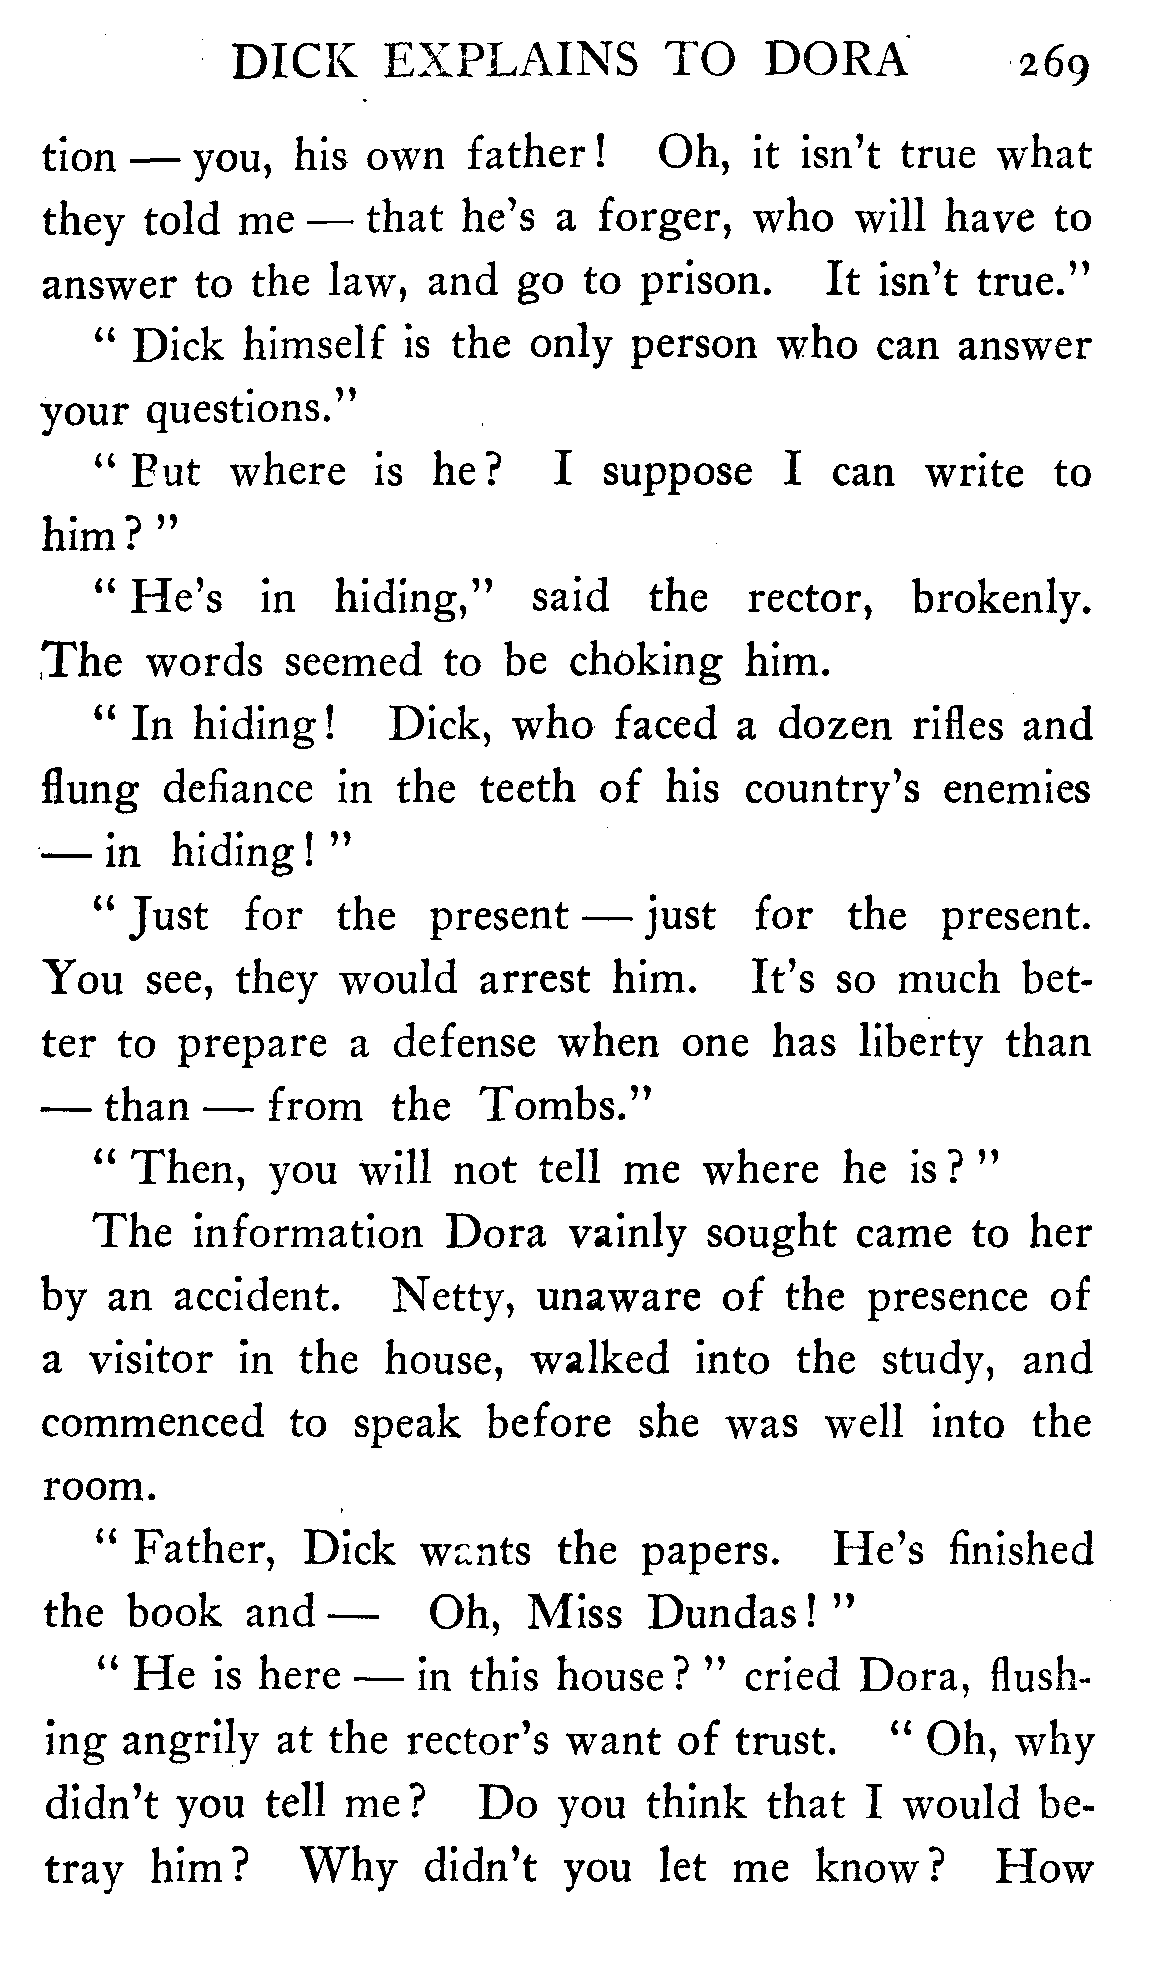 DICK EXPLAINS TO DORA 269
tion — you, his own father! Oh, it isn't true what
they told me — that he's a forger, who will have to
answer to the law, and go to prison. It isn't true."
" Dick himself is the only person who can answer
your questions."
" But where is he? I suppose I can write to
him? "
" He's in hiding," said the rector, brokenly.
The words seemed to be choking him.
" In hiding! Dick, who faced a dozen rifles and
flung defiance in the teeth of his country's enemies
— in hiding! "
" Just for the present — just for the present.
You see, they would arrest him. It's so much bet-
ter to prepare a defense when one has liberty than
— than — from the Tombs."
" Then, you will not tell me where he is? "
The information Dora vainly sought came to her
by an accident. Netty, unaware of the presence of
a visitor in the house, walked into the study, and
commenced to speak before she was well into the
room.
" Father, Dick wants the papers. He's finished
the book and — Oh, Miss Dundas! "
" He is here — in this house? " cried Dora, flush-
ing angrily at the rector's want of trust. " Oh, why
didn't you tell me? Do you think that I would be-
tray him? Why didn't you let me know? How